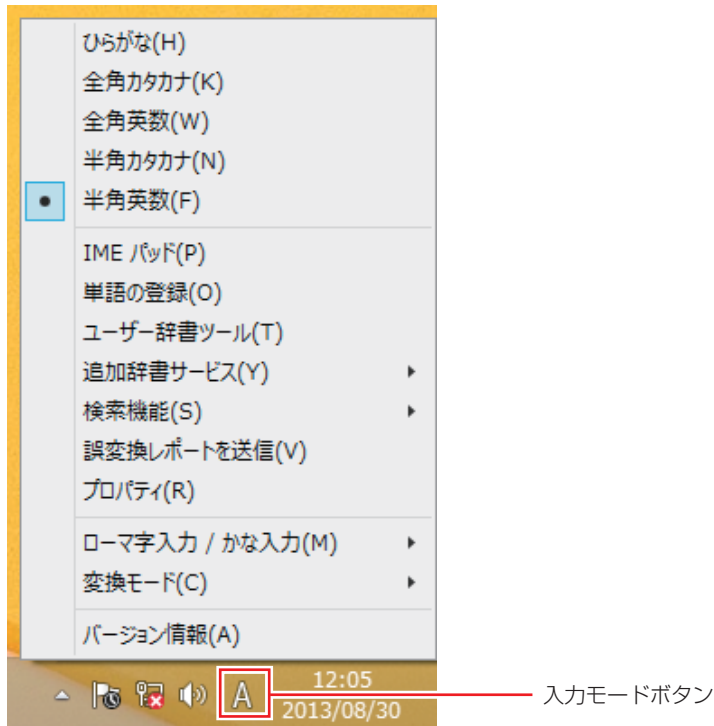 ひらがな(H)
全角カタカナ(K)
全角英数(W)
半角カタカナ(N)
半角英数(F)
IME パッド(P)
単語の登録(O)
ユーザー辞書ツール(T)
追加辞書サービス(Y)
検索機能(S)
誤変換レポートを送信(V)
プロパティ(R)
ローマ字入力 / かな入力(M)
変換モード(C)
バージョン情報(A)
A
12:05
2013/08/30
入力モードボタン